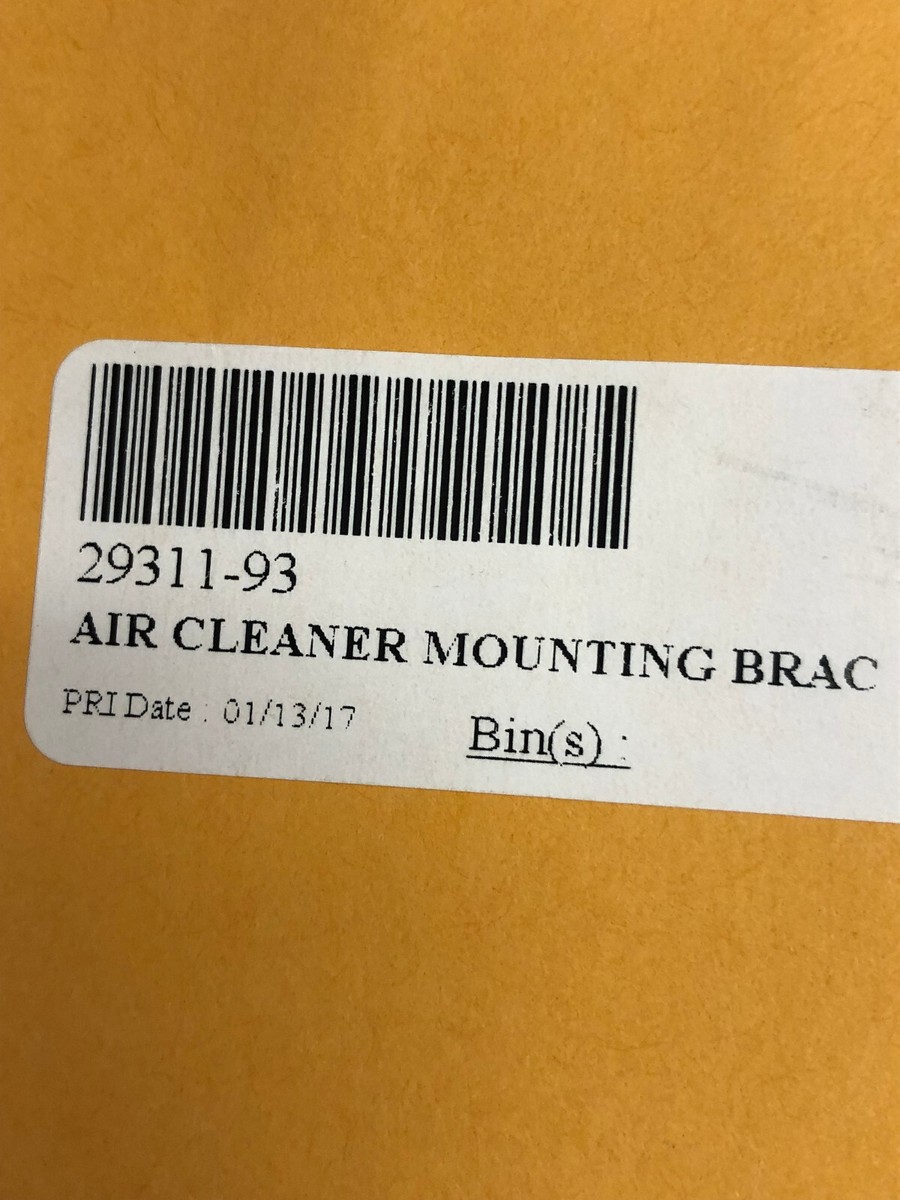 29311-93
AIR CLEANER MOUNTING BRAC
PRI Date : 01/13/17
Bin(s) :